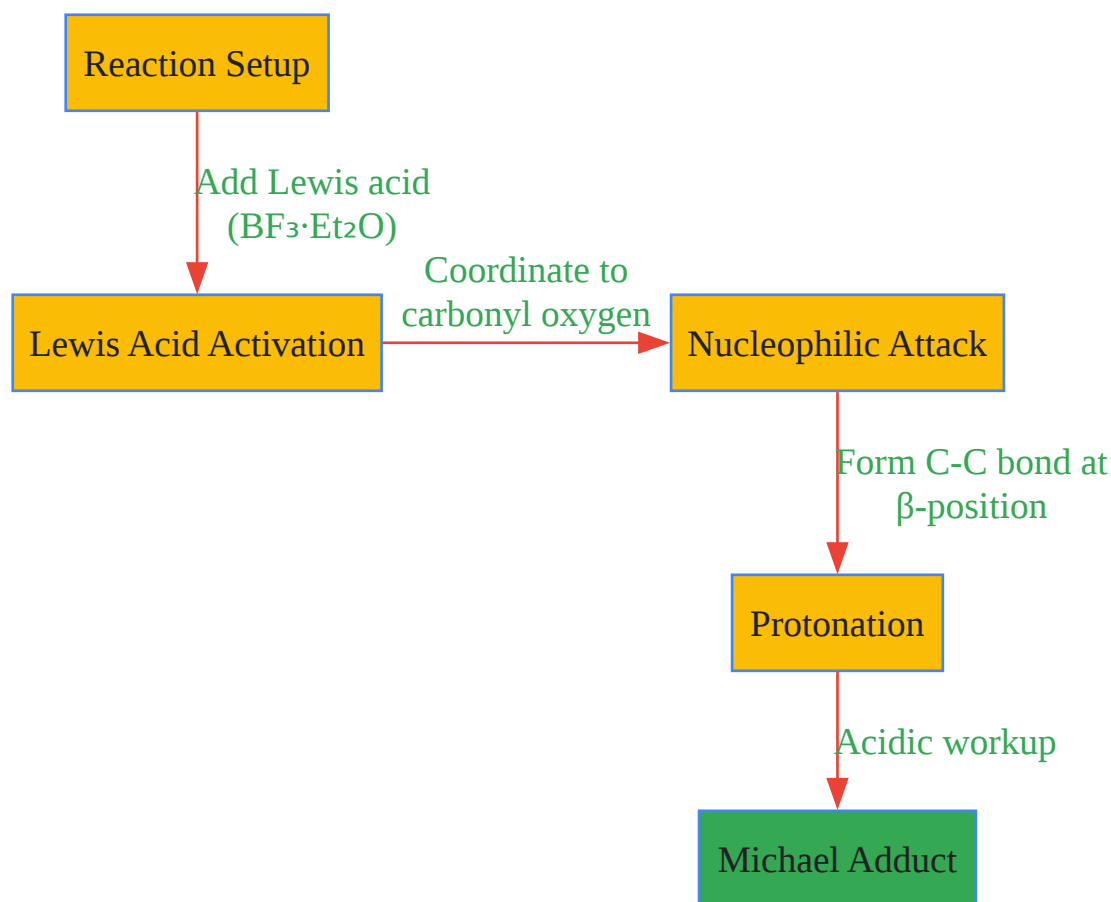 Reaction Setup
Add Lewis acid
(BF₃·Et₂O)
Lewis Acid Activation
Coordinate to
carbonyl oxygen
Nucleophilic Attack
Form C-C bond at
β-position
Protonation
Acidic workup
Michael Adduct